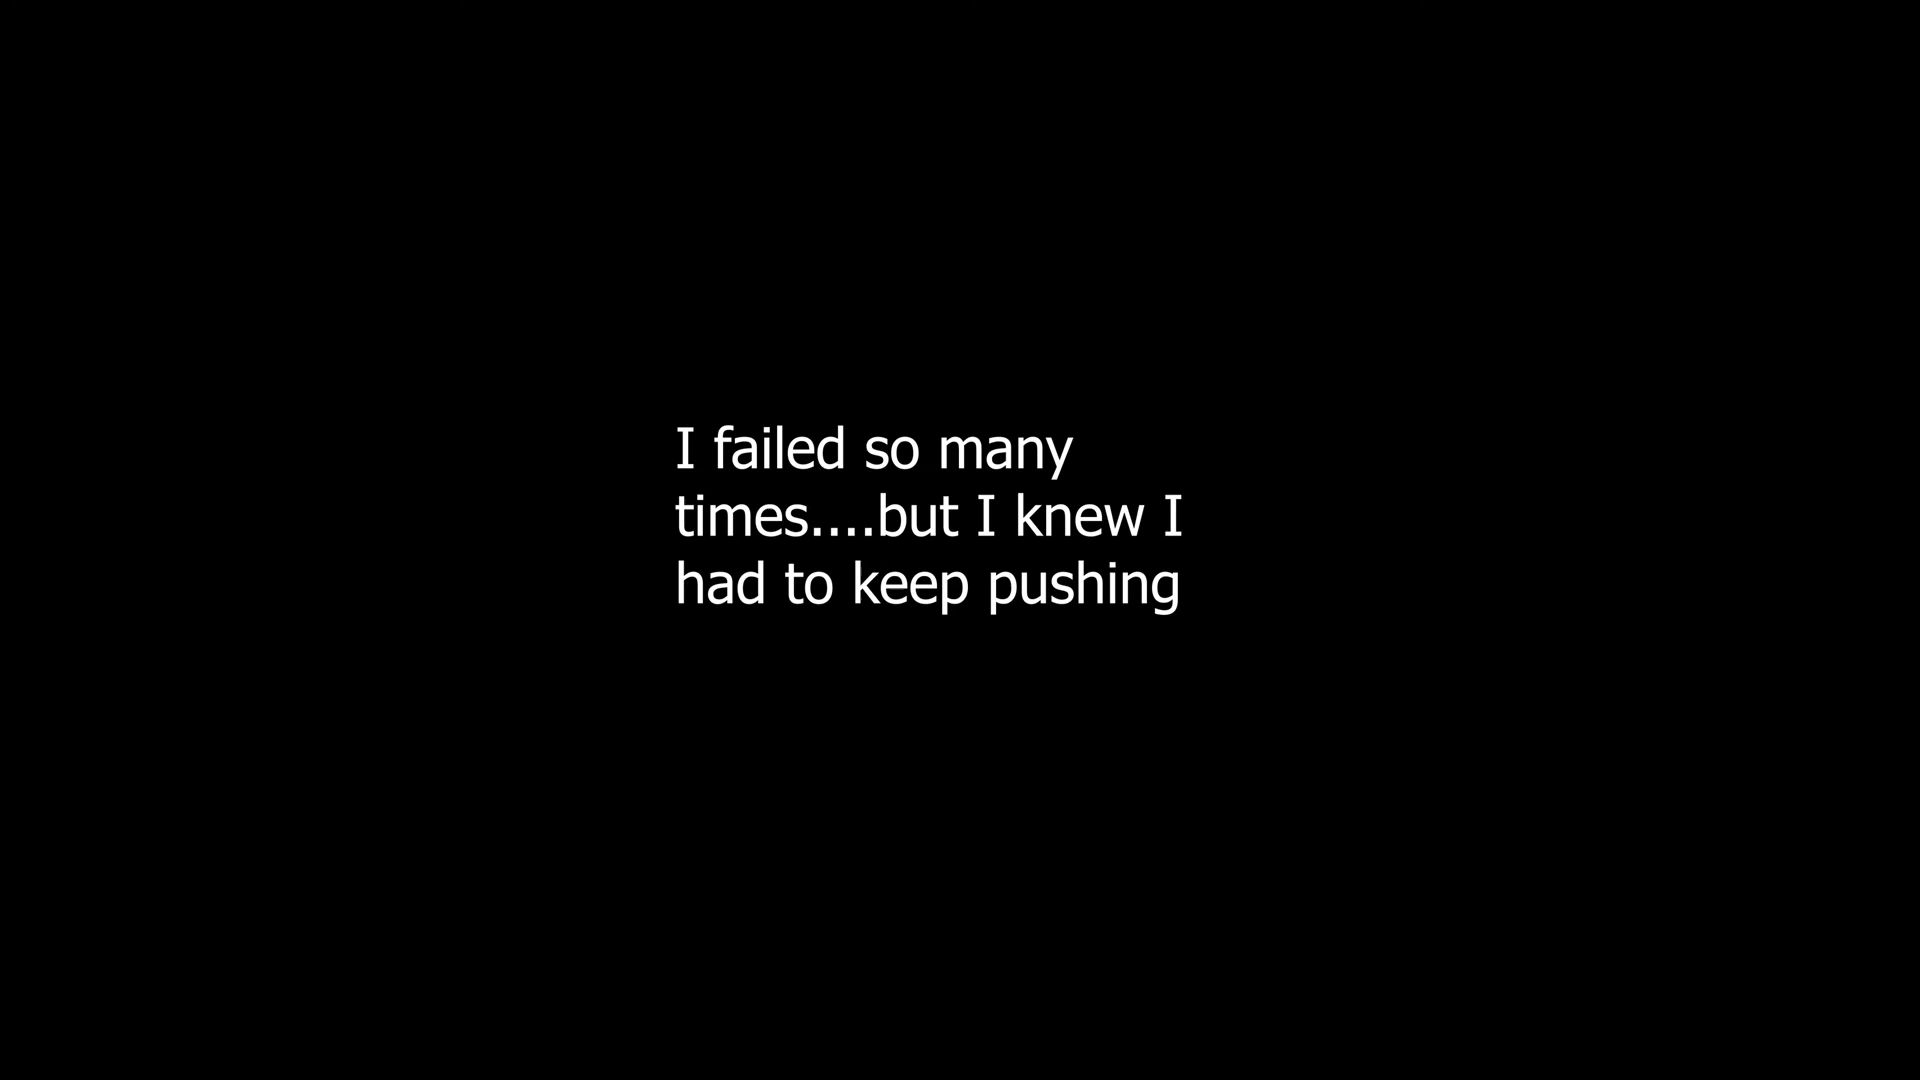 I failed so many
times....but I knew I
had to keep pushing